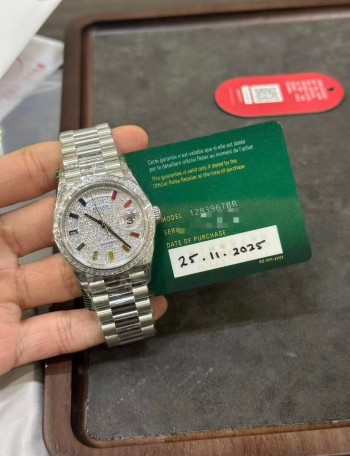 Cette garantie n'est valable que si elle est datée
par le détaillant officiel Rolex au moment de l'achat
This guarantee is valid only if dated by the
Official Rolex Retailer at the time of purchase
MODEL 128396TBR
SERI
DATE OF PURCHASE
25.11.2025